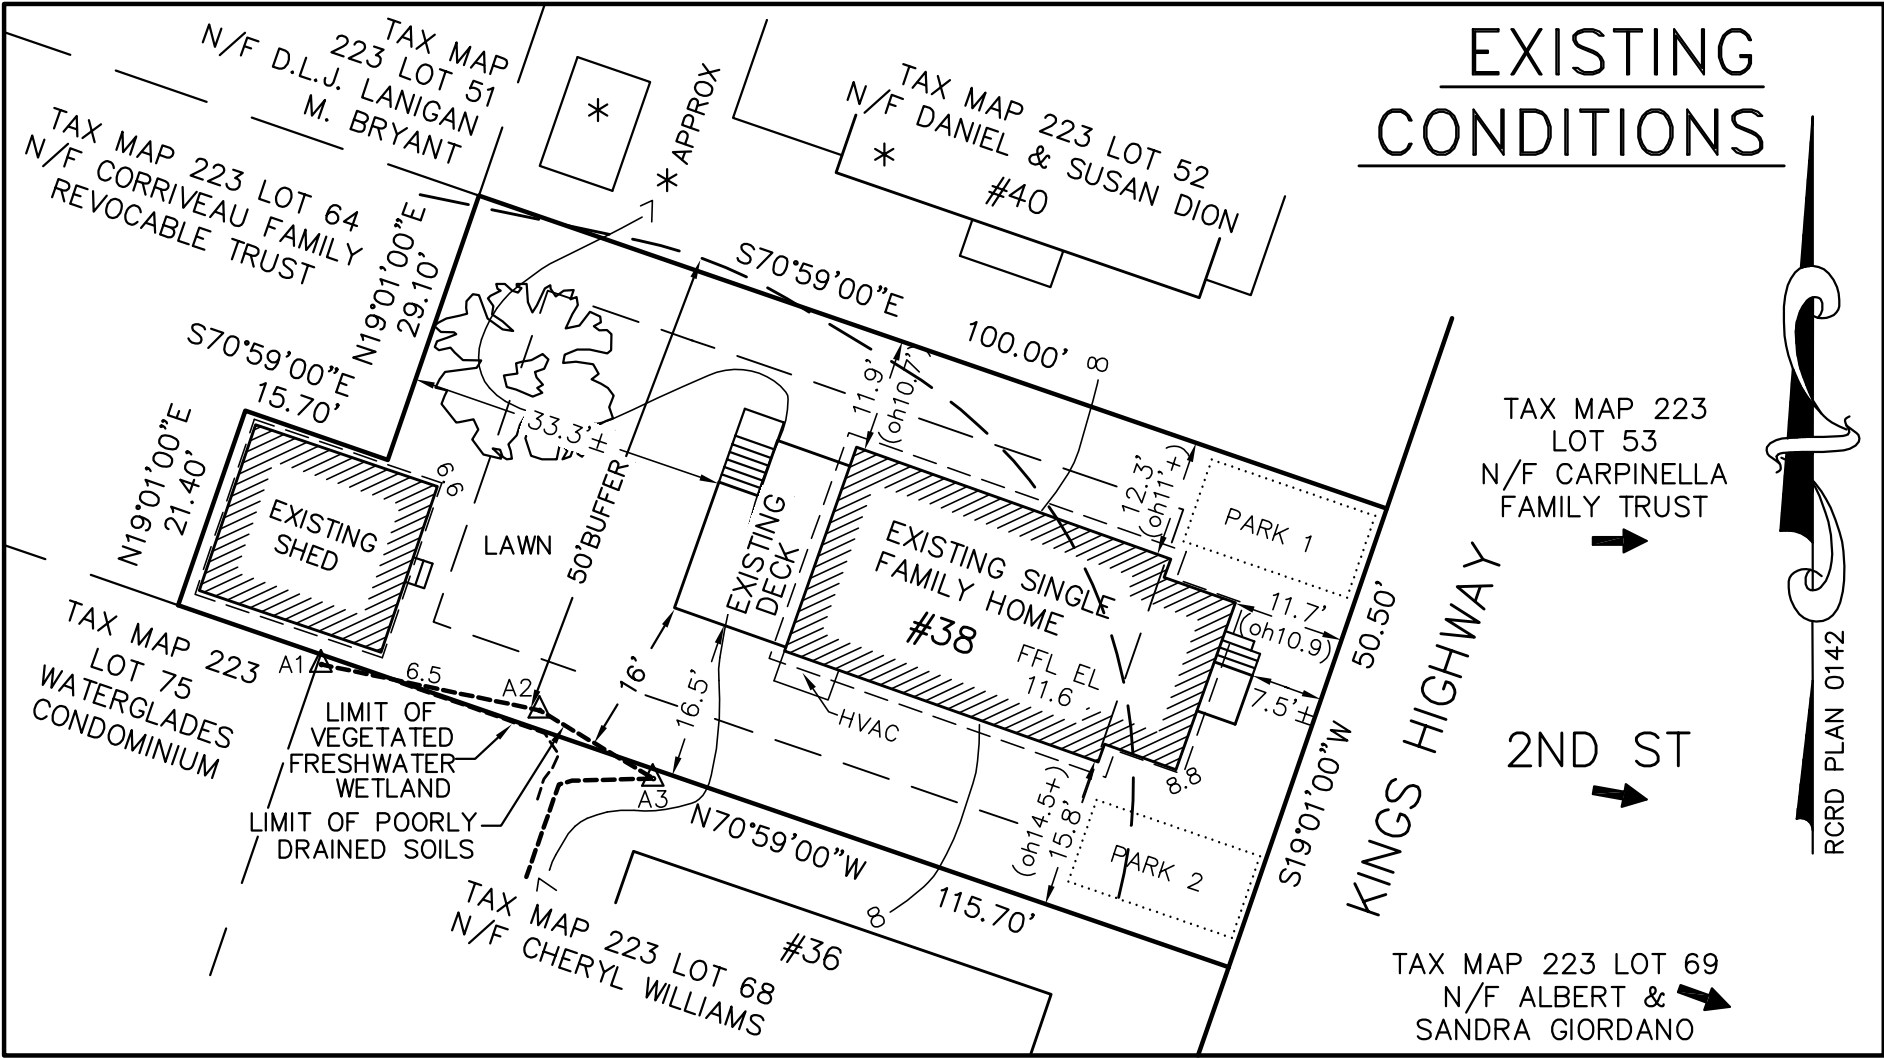 EXISTING
CONDITIONS
TAX MAP
223 LOT 51
N/F D.L.J. LANIGAN
M. BRYANT
*
* APPROX
TAX MAP 223 LOT 52
N/F DANIEL & SUSAN DION
*
#40
TAX MAP 223 LOT 64
N/F CORRIVEAU FAMILY
REVOCABLE TRUST
N19°01'00"E
29.10'
S70°59'00"E
15.70'
N19°01'00"E
21.40'
7
S70°59'00"E
100.00'
8
11.9'
(oh10.7')
33.3'±
50'BUFFER
6.6
EXISTING
SHED
LAWN
EXISTING
DECK
EXISTING SINGLE
FAMILY HOME
#38
FFL EL
11.6
12.3'
(oh11'+)
PARK 1
11.7'
(oh10.9)
7.5'±
50.50'
S19°01'00"W
KINGS HIGHWAY
TAX MAP 223
LOT 53
N/F CARPINELLA
FAMILY TRUST
2ND ST
RCRD PLAN 0142
TAX MAP 223
LOT 75
WATERGLADES
CONDOMINIUM
A1
6.5
A2
A3
LIMIT OF
VEGETATED
FRESHWATER
WETLAND
LIMIT OF POORLY
DRAINED SOILS
16'
16.5'
HVAC
8.8
(oh14.5+)
15.8'
PARK 2
N70°59'00"W
115.70'
7
8
TAX MAP 223 LOT 68
N/F CHERYL WILLIAMS
#36
TAX MAP 223 LOT 69
N/F ALBERT &
SANDRA GIORDANO